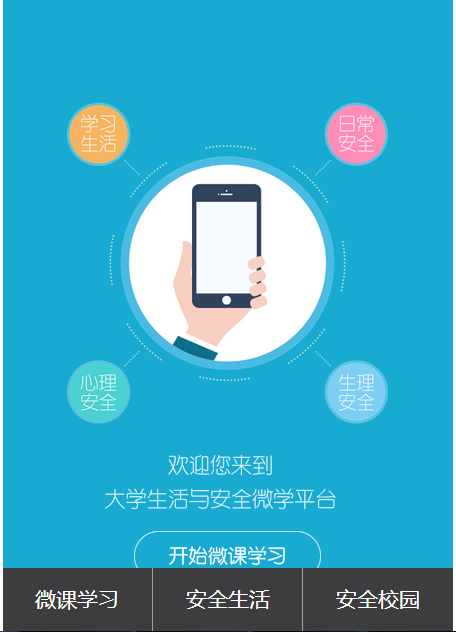 学习
生活
日常
安全
心理
安全
生理
安全
欢迎您来到
大学生活与安全微学平台
开始微课学习
微课学习
安全生活
安全校园